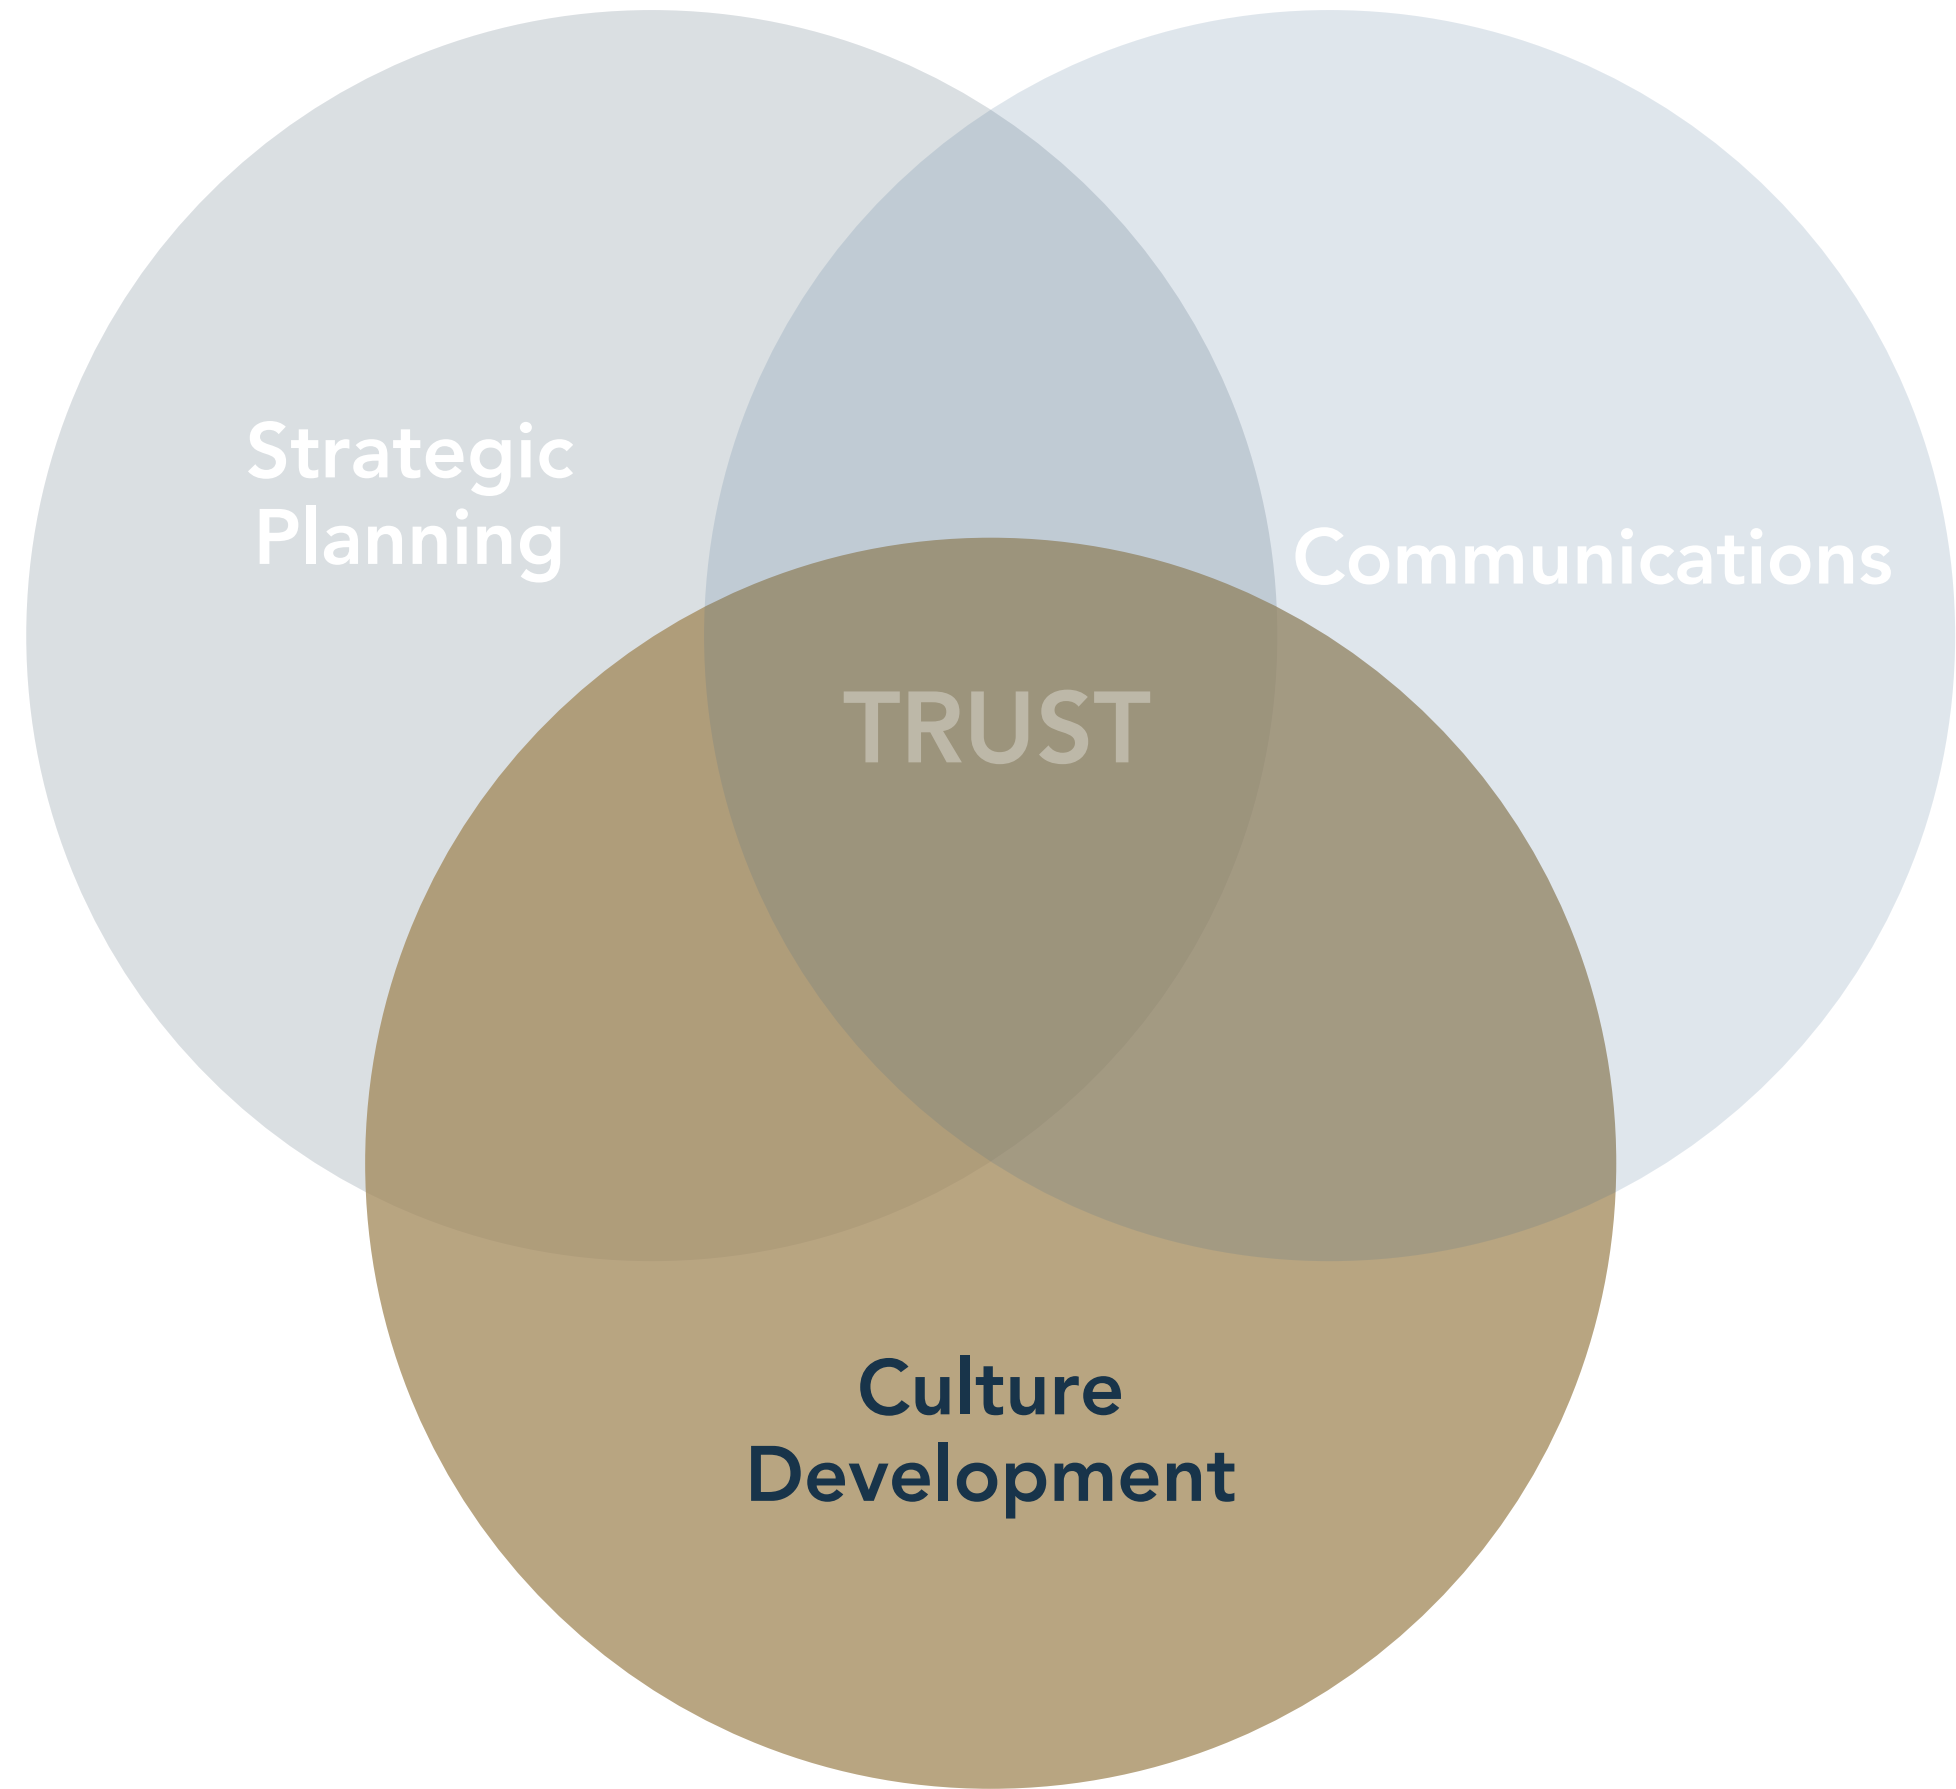 Strategic
Planning
Communications
TRUST
Culture
Development